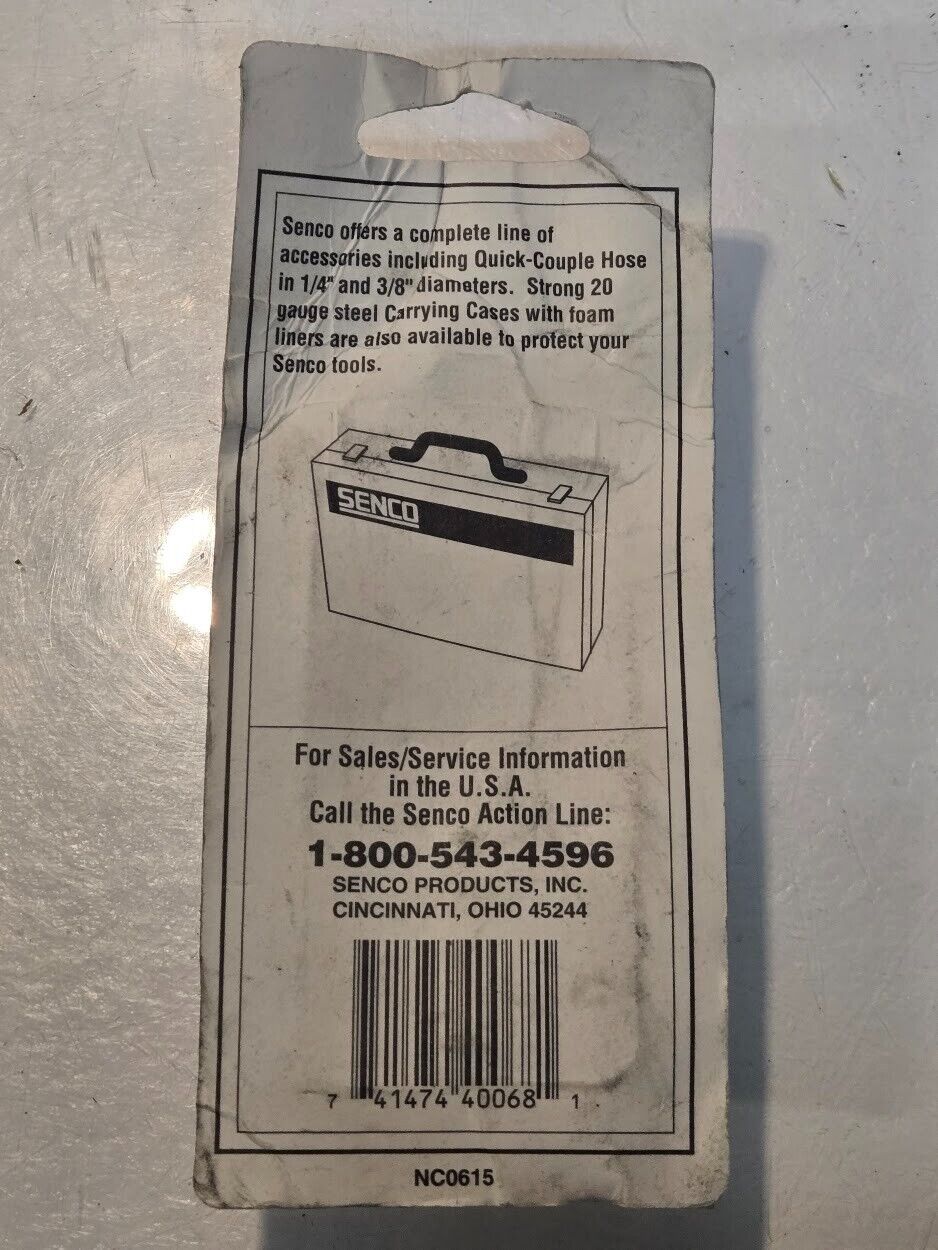 Senco offers a complete line of
accessories including Quick-Couple Hose
in 1/4" and 3/8" diameters. Strong 20
gauge steel Carrying Cases with foam
liners are also available to protect your
Senco tools.
SENCO
For Sales/Service Information
in the U.S.A.
Call the Senco Action Line:
1-800-543-4596
SENCO PRODUCTS, INC.
CINCINNATI, OHIO 45244
7 41474 40068 1
NC0615